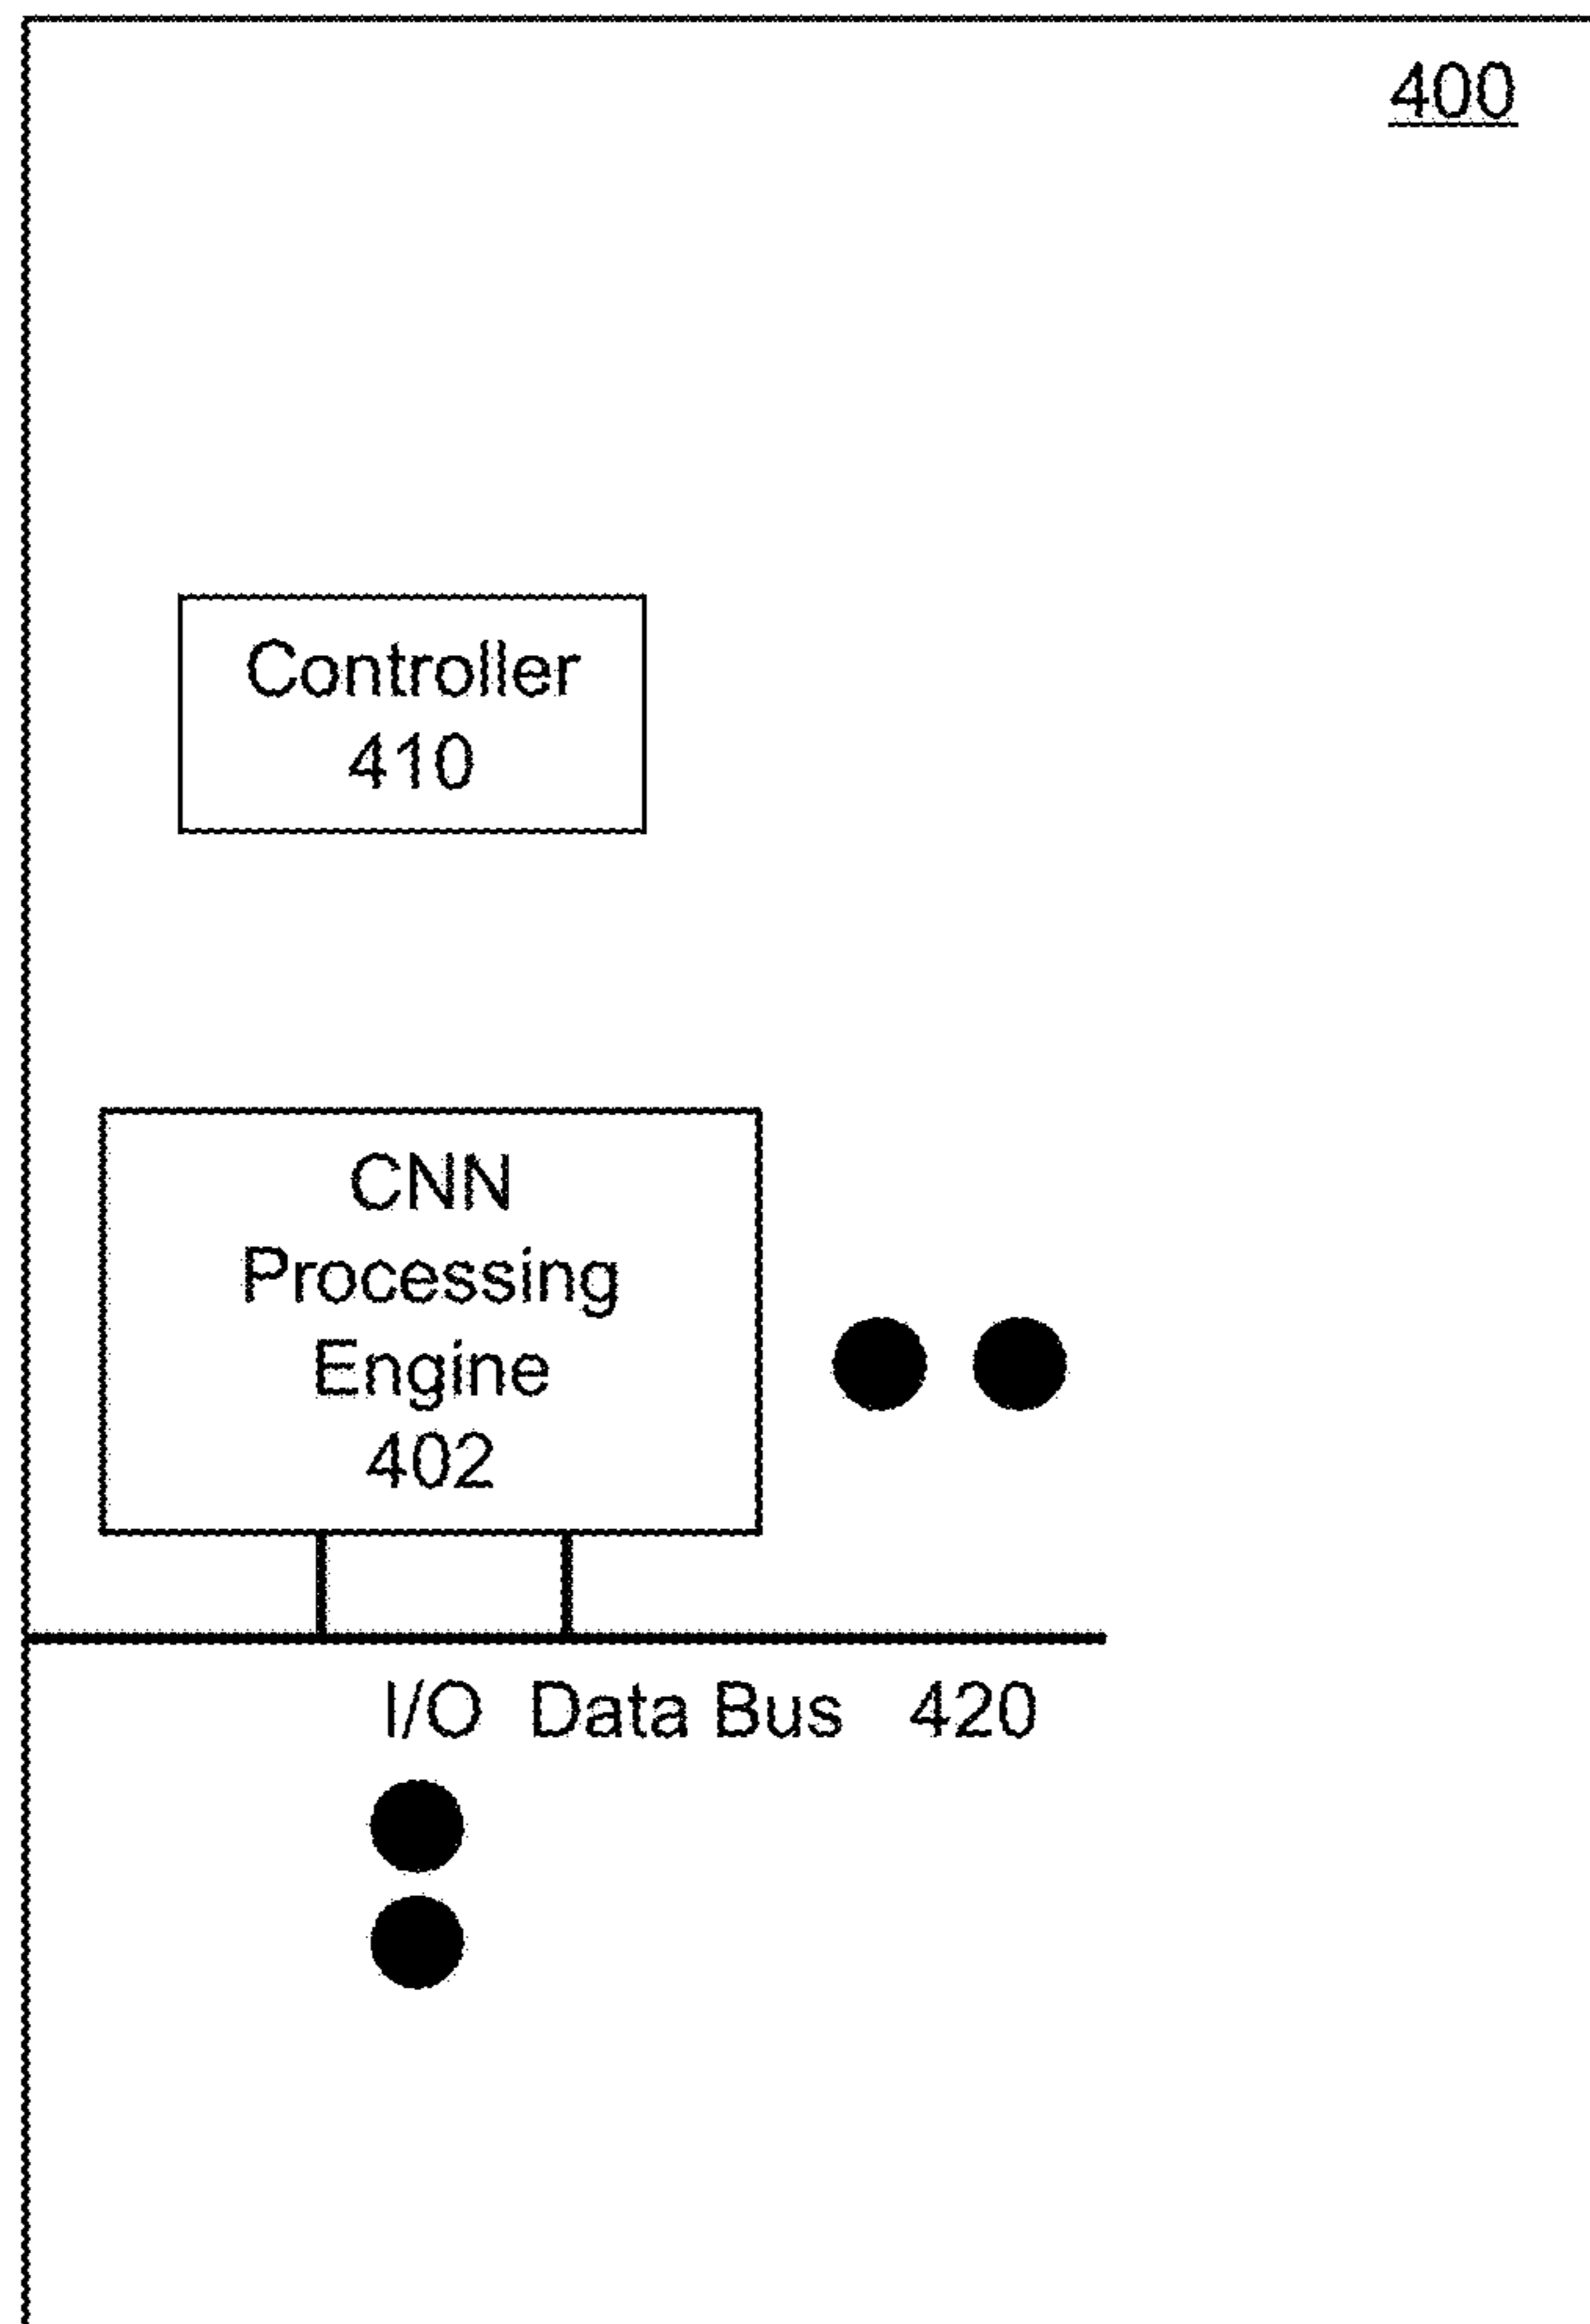 400
Controller
410
CNN
Processing
Engine
402
I/O Data Bus 420